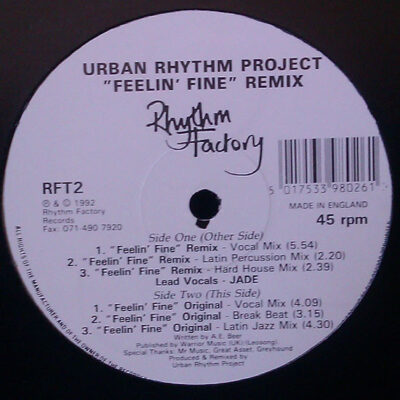 URBAN RHYTHM PROJECT
"FEELIN' FINE" REMIX
Rhythm
Factory
RFT2
℗ & © 1992
Rhythm Factory
Records
Fax: 071-490 7920
5 017533 980261
MADE IN ENGLAND
45 rpm
Side One (Other Side)
1. "Feelin' Fine" Remix - Vocal Mix (5.54)
2. "Feelin' Fine" Remix - Latin Percussion Mix (2.20)
3. "Feelin' Fine" Remix - Hard House Mix (2.39)
Lead Vocals - JADE
Side Two (This Side)
1. "Feelin' Fine" Original - Vocal Mix (4.09)
2. "Feelin' Fine" Original - Break Beat (3.15)
3. "Feelin' Fine" Original - Latin Jazz Mix (4.30)
Written by A.E. Beer
Published by Warrior Music (UK)/(Leosong)
Special Thanks: Mr Music, Great Asset, Greyhound
Produced & Remixed by
Urban Rhythm Project
ALL RIGHTS OF THE MANUFACTURER AND OF THE OWNER OF THE